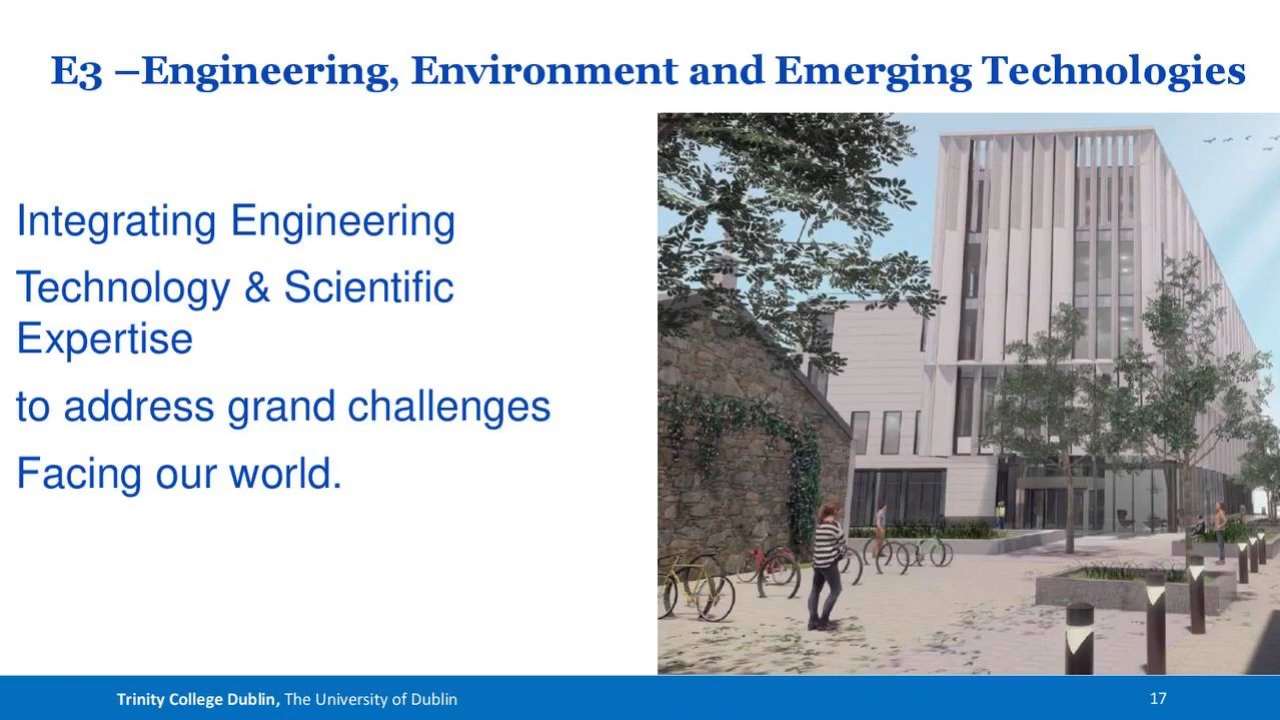 E3 –Engineering, Environment and Emerging Technologies
Integrating Engineering
Technology & Scientific
Expertise
to address grand challenges
Facing our world.
Trinity College Dublin, The University of Dublin
17